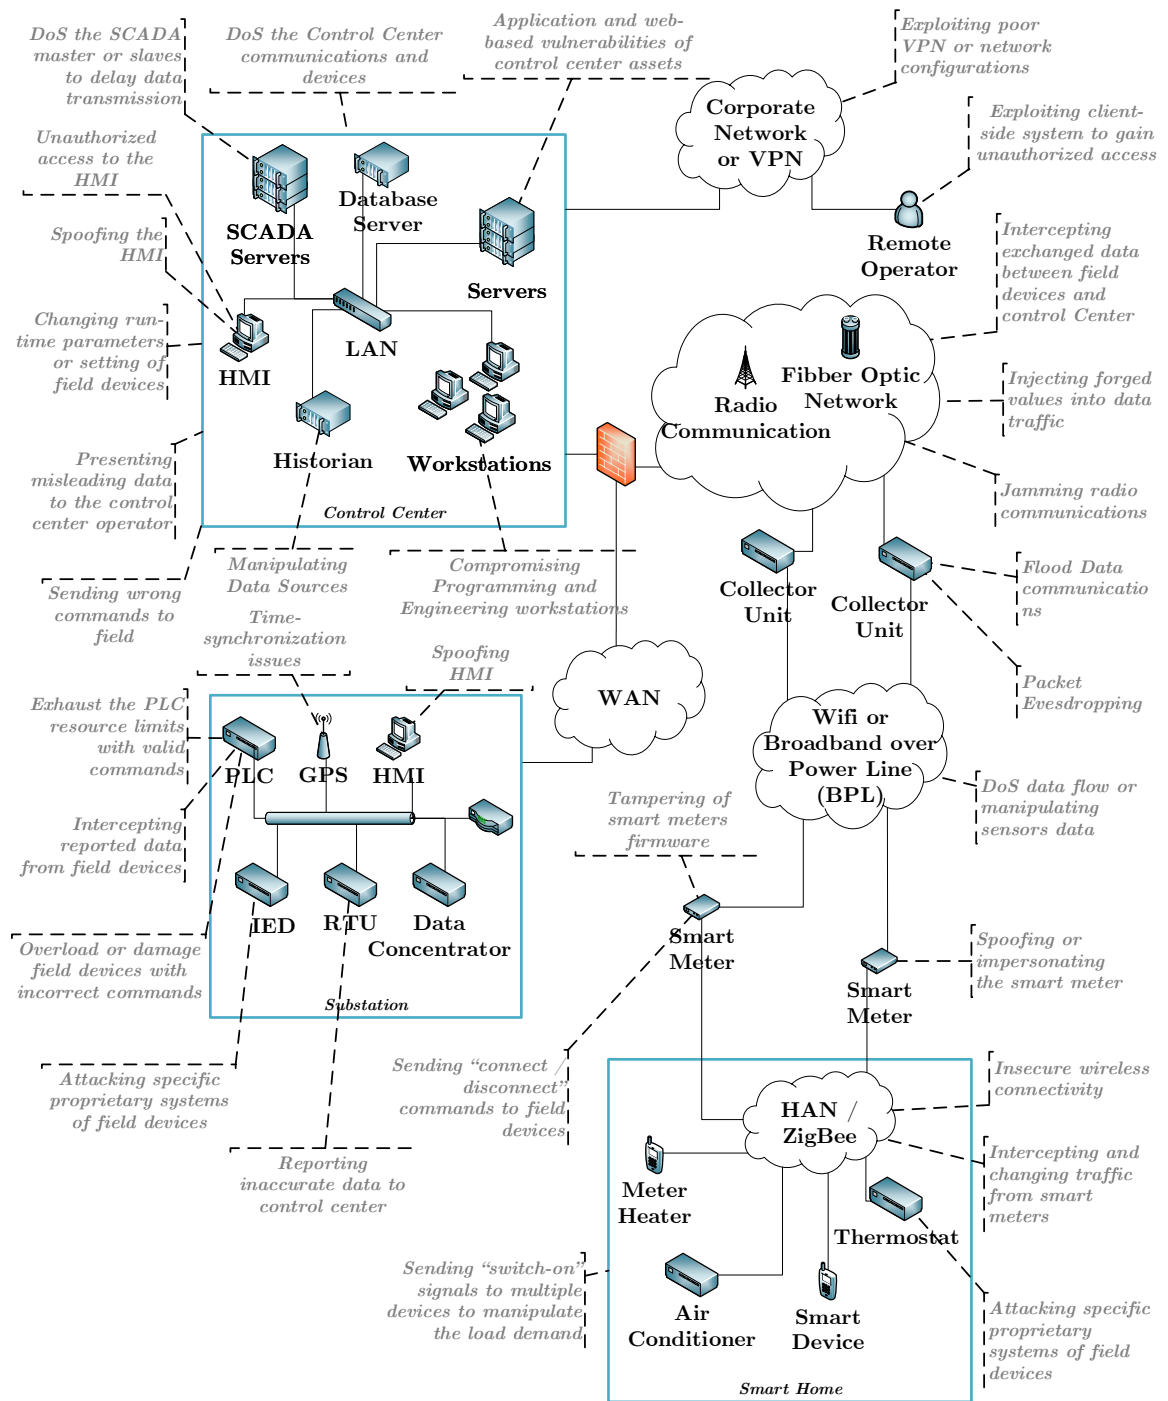 DoS the SCADA
master or slaves
to delay data
transmission
DoS the Control Center
communications and
devices
Application and web-
based vulnerabilities of
control center assets
Exploiting poor
VPN or network
configurations
Corporate
Network
or VPN
Exploiting client-
side system to gain
unauthorized access
Unauthorized
access to the
HMI
Database
Server
SCADA
Servers
Spoofing the
HMI
Servers
Remote
Operator
Intercepting
exchanged data
between field
devices and
control Center
Changing run-
time parameters
or setting of
field devices
HMI
LAN
Fibber Optic
Network
Radio
Communication
Injecting forged
values into data
traffic
Historian
Workstations
Presenting
misleading data
to the control
center operator
Control Center
Jamming radio
communications
Sending wrong
commands to
field
Manipulating
Data Sources
Compromising
Programming and
Engineering workstations
Collector
Unit
Collector
Unit
Flood Data
communicatio
ns
Time-
synchronization
issues
Spoofing
HMI
WAN
Packet
Evesdropping
Exhaust the PLC
resource limits
with valid
commands
PLC
GPS
HMI
Wifi or
Broadband over
Power Line
(BPL)
DoS data flow or
manipulating
sensors data
Tampering of
smart meters
firmware
Intercepting
reported data
from field devices
IED
RTU
Data
Concentrator
Smart
Meter
Overload or damage
field devices with
incorrect commands
Substation
Smart
Meter
Spoofing or
impersonating
the smart meter
Attacking specific
proprietary systems
of field devices
Sending “connect /
disconnect”
commands to field
devices
HAN /
ZigBee
Insecure wireless
connectivity
Reporting
inaccurate data to
control center
Meter
Heater
Thermostat
Intercepting and
changing traffic
from smart
meters
Sending “switch-on”
signals to multiple
devices to manipulate
the load demand
Air
Conditioner
Smart
Device
Attacking specific
proprietary
systems of field
devices
Smart Home